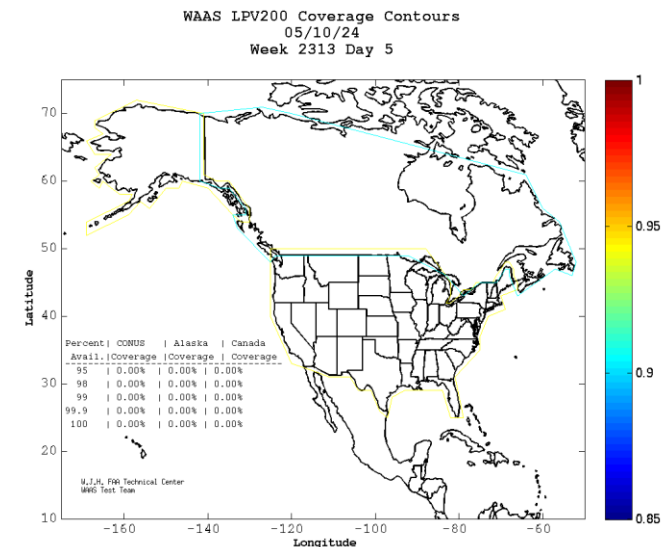 WAAS LPV200 Coverage Contours
05/10/24
Week 2313 Day 5
70
60
50
40
30
20
10
Latitude
Percent| CONUS | Alaska | Canada
Avail.|Coverage |Coverage | Coverage
95 | 0.00% | 0.00% | 0.00%
98 | 0.00% | 0.00% | 0.00%
99 | 0.00% | 0.00% | 0.00%
99.9 | 0.00% | 0.00% | 0.00%
100 | 0.00% | 0.00% | 0.00%
W.J.H. FAA Technical Center
WAAS Test Team
-160 -140 -120 -100 -80 -60
Longitude
1
0.95
0.9
0.85